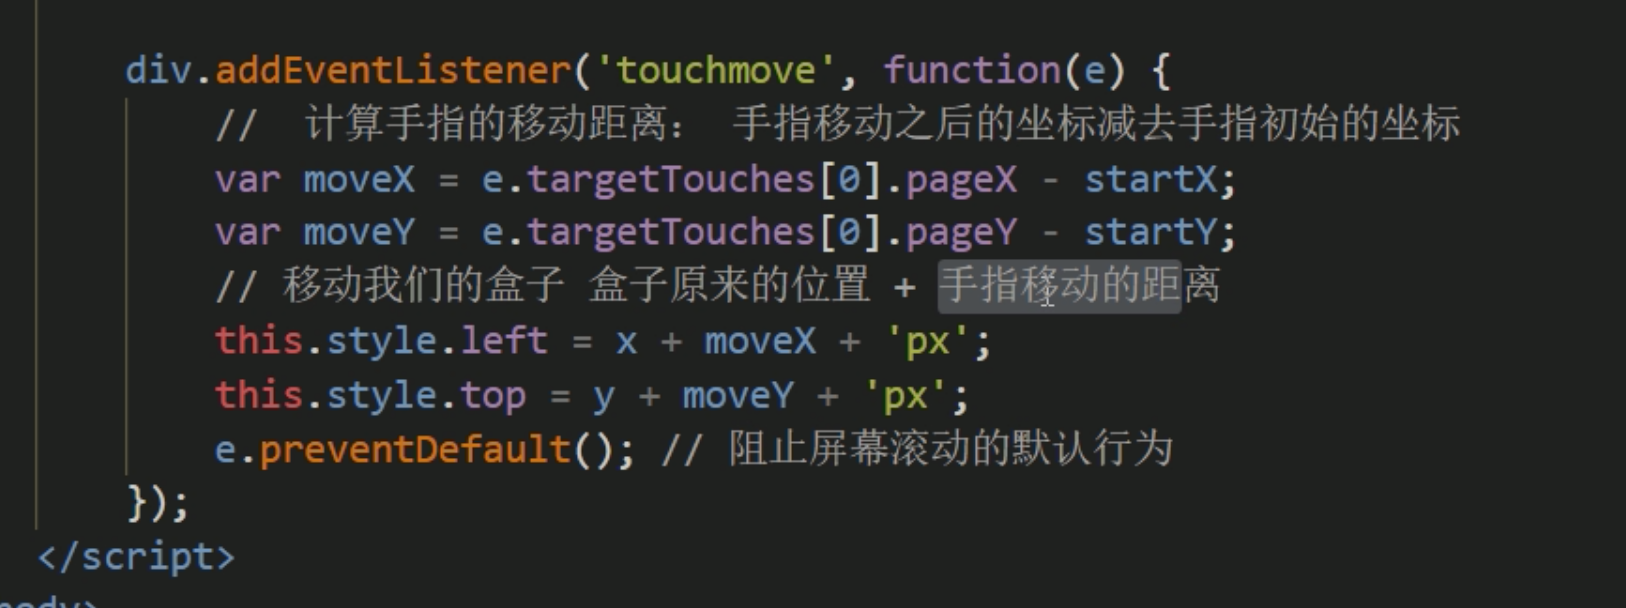 div.addEventListener('touchmove', function(e) {
//  计算手指的移动距离： 手指移动之后的坐标减去手指初始的坐标
var moveX = e.targetTouches[0].pageX - startX;
var moveY = e.targetTouches[0].pageY - startY;
// 移动我们的盒子 盒子原来的位置 + 手指移动的距离
this.style.left = x + moveX + 'px';
this.style.top = y + moveY + 'px';
e.preventDefault(); // 阻止屏幕滚动的默认行为
});
</script>